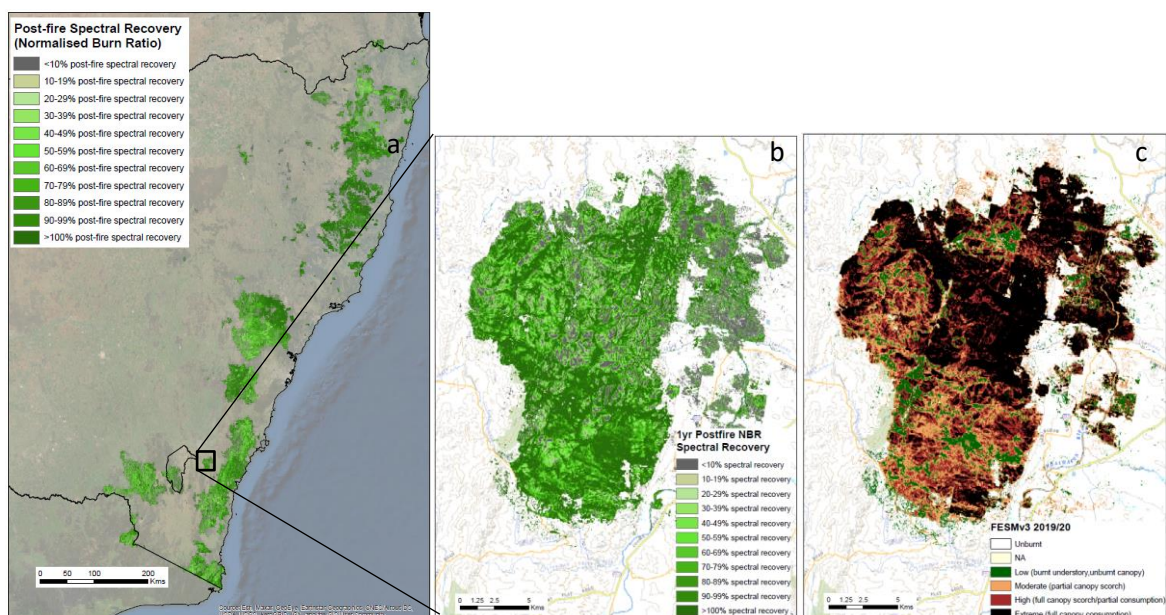 Post-fire Spectral Recovery
(Normalised Burn Ratio)
<10% post-fire spectral recovery
10-19% post-fire spectral recovery
20-29% post-fire spectral recovery
30-39% post-fire spectral recovery
40-49% post-fire spectral recovery
50-59% post-fire spectral recovery
60-69% post-fire spectral recovery
70-79% post-fire spectral recovery
80-89% post-fire spectral recovery
90-99% post-fire spectral recovery
>100% post-fire spectral recovery
a
0 50 100 200
Kms
b
1yr Postfire NBR
Spectral Recovery
<10% spectral recovery
10-19% spectral recovery
20-29% spectral recovery
30-39% spectral recovery
40-49% spectral recovery
50-59% spectral recovery
60-69% spectral recovery
70-79% spectral recovery
80-89% spectral recovery
90-99% spectral recovery
>100% spectral recovery
0 1.25 2.5 5
Kms
c
FESMv3 2019/20
Unburnt
NA
Low (burnt understory,unburnt canopy)
Moderate (partial canopy scorch)
High (full canopy scorch/partial consumption)
Extreme (full canopy consumption)
0 1.25 2.5 5
Kms